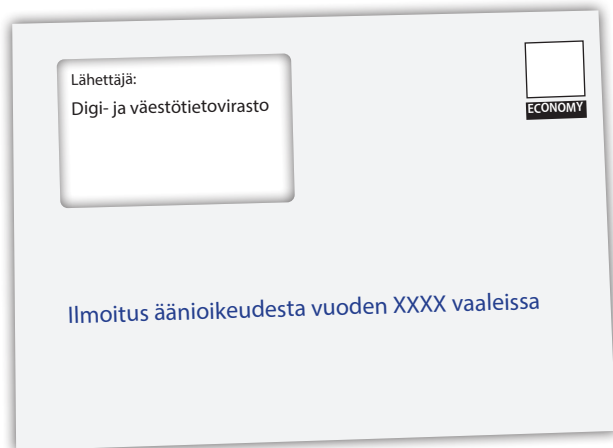 Lähettäjä:
Digi- ja väestötietovirasto
ECONOMY
Ilmoitus äänioikeudesta vuoden XXXX vaaleissa